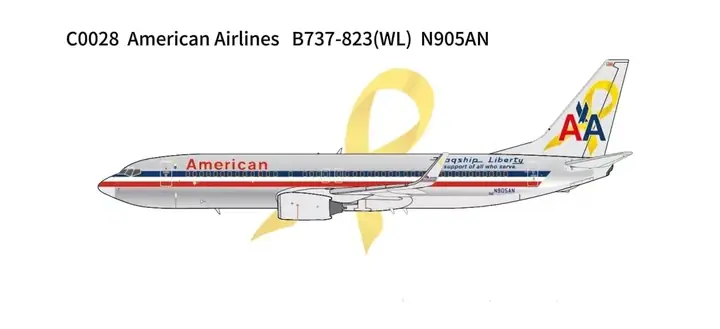 C0028 American Airlines B737-823(WL) N905AN
American
Liberty
support of all who serve.
AA
N905AN